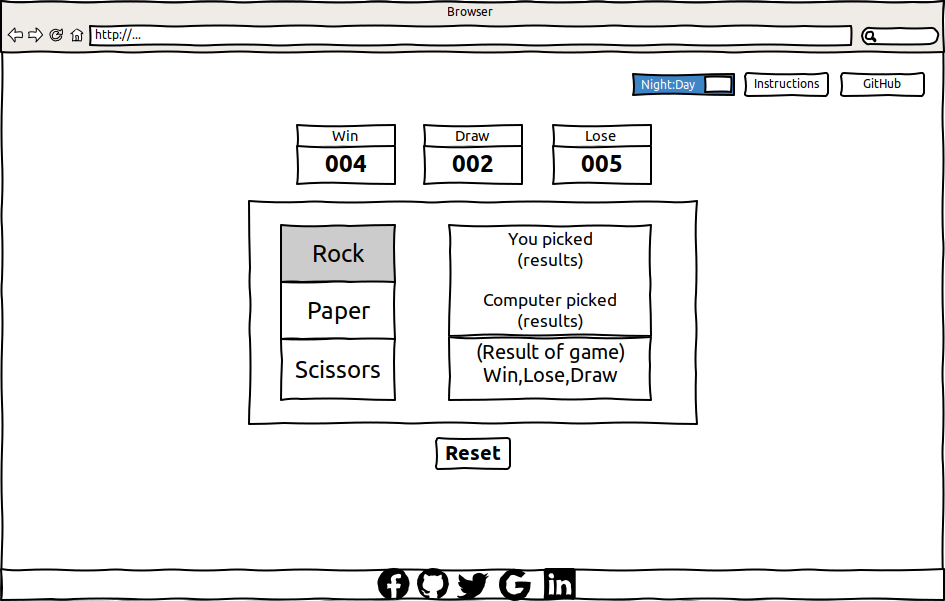 Browser
http://...
Night:Day
Instructions
GitHub
Win
Draw
Lose
004
002
005
Rock
Paper
Scissors
You picked
(results)
Computer picked
(results)
(Result of game)
Win,Lose,Draw
Reset